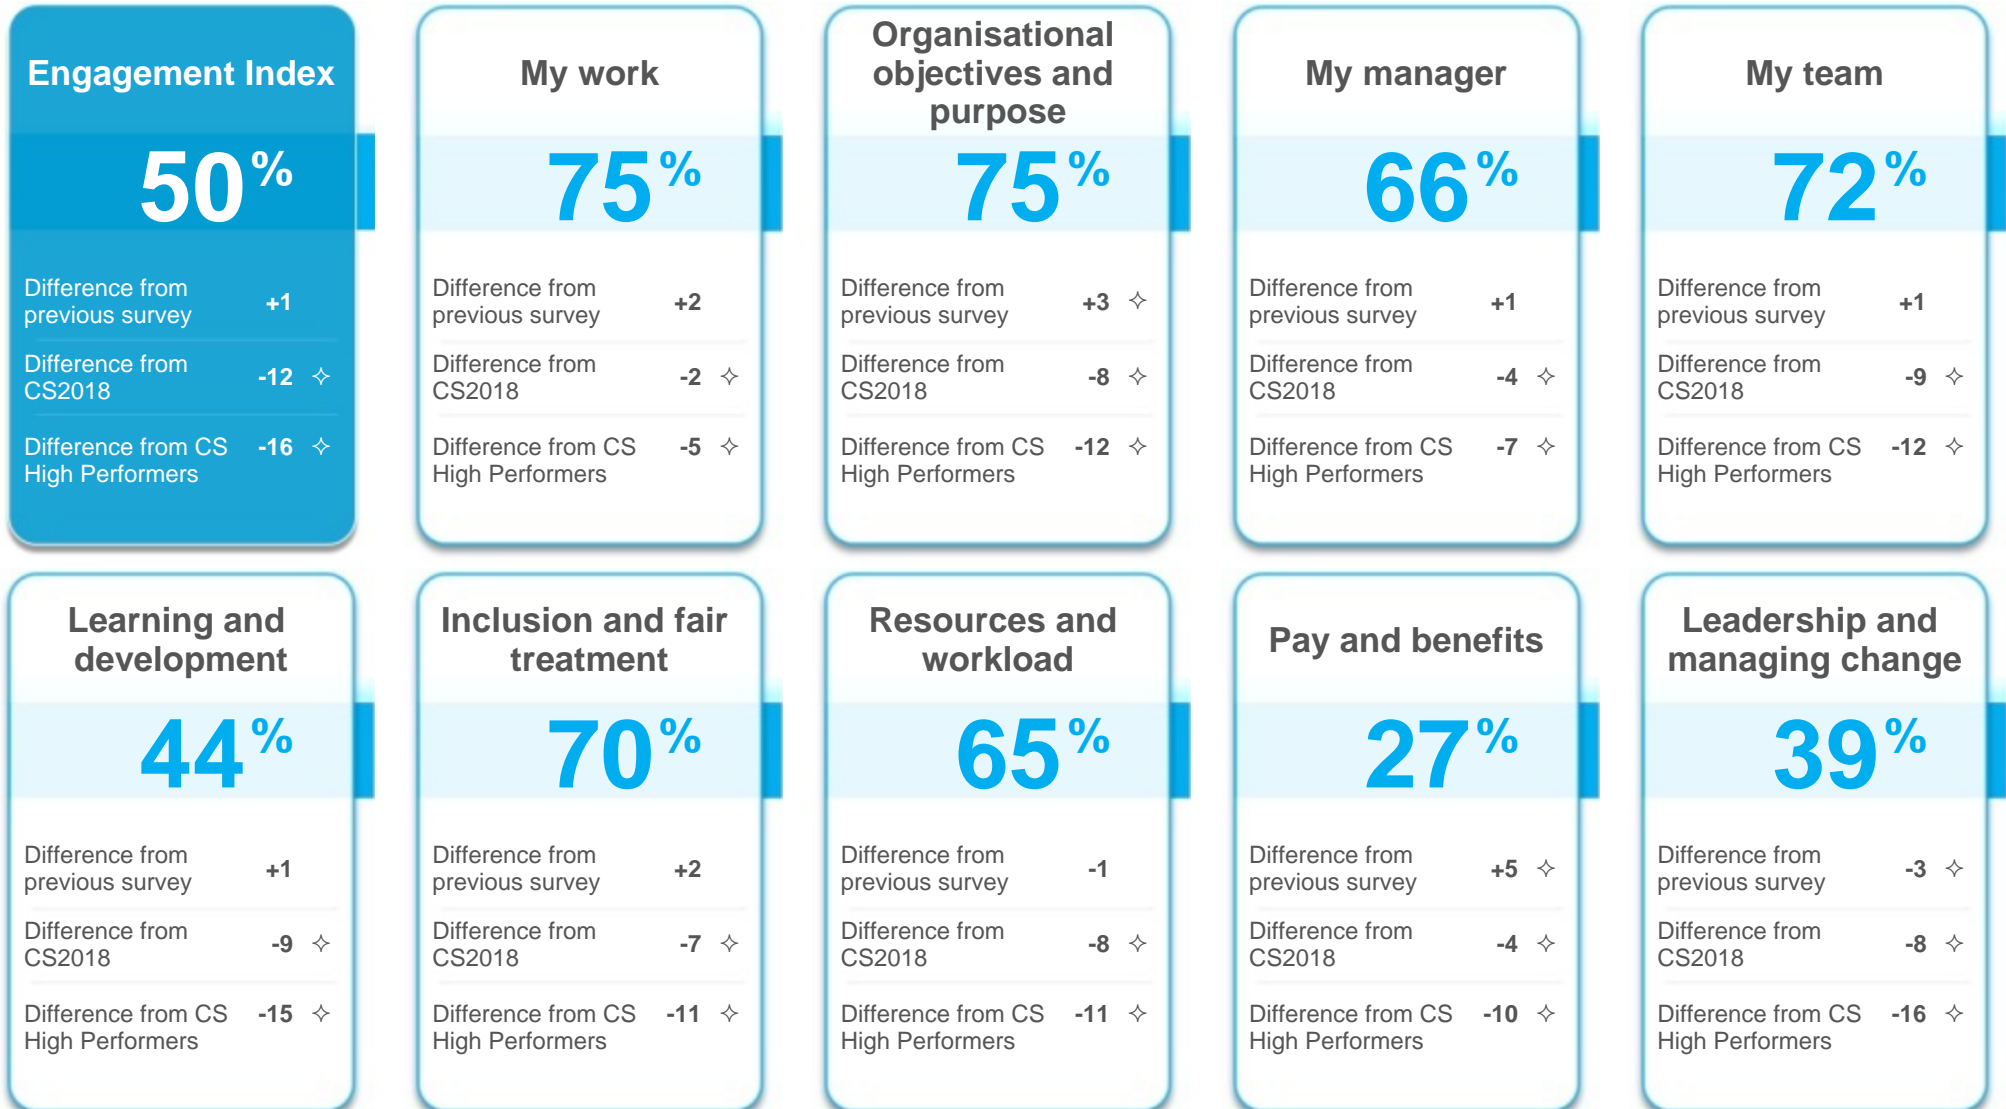 Engagement Index
50%
Difference from
previous survey
+1
Difference from
CS2018
-12 ✧
Difference from CS
High Performers
-16 ✧
My work
75%
Difference from
previous survey
+2
Difference from
CS2018
-2 ✧
Difference from CS
High Performers
-5 ✧
Organisational
objectives and
purpose
75%
Difference from
previous survey
+3 ✧
Difference from
CS2018
-8 ✧
Difference from CS
High Performers
-12 ✧
My manager
66%
Difference from
previous survey
+1
Difference from
CS2018
-4 ✧
Difference from CS
High Performers
-7 ✧
My team
72%
Difference from
previous survey
+1
Difference from
CS2018
-9 ✧
Difference from CS
High Performers
-12 ✧
Learning and
development
44%
Difference from
previous survey
+1
Difference from
CS2018
-9 ✧
Difference from CS
High Performers
-15 ✧
Inclusion and fair
treatment
70%
Difference from
previous survey
+2
Difference from
CS2018
-7 ✧
Difference from CS
High Performers
-11 ✧
Resources and
workload
65%
Difference from
previous survey
-1
Difference from
CS2018
-8 ✧
Difference from CS
High Performers
-11 ✧
Pay and benefits
27%
Difference from
previous survey
+5 ✧
Difference from
CS2018
-4 ✧
Difference from CS
High Performers
-10 ✧
Leadership and
managing change
39%
Difference from
previous survey
-3 ✧
Difference from
CS2018
-8 ✧
Difference from CS
High Performers
-16 ✧